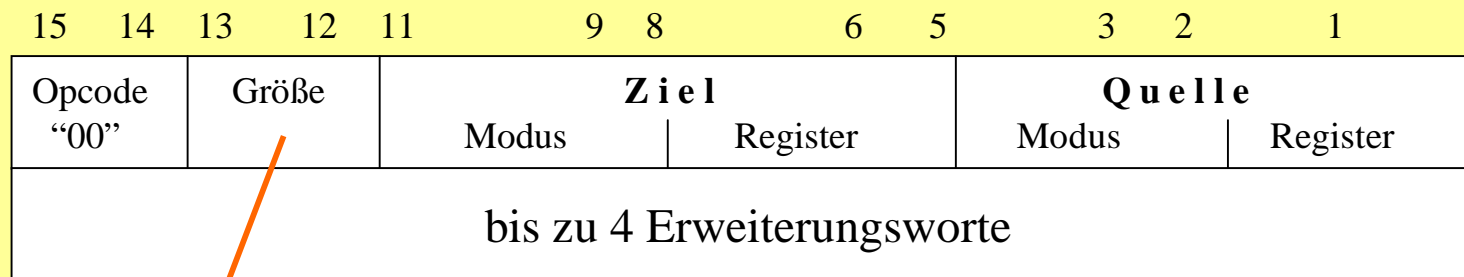 15 14 13 12 11 9 8 6 5 3 2 1
Opcode Größe Ziel Quelle
“00” Modus Register Modus Register
bis zu 4 Erweiterungsworte